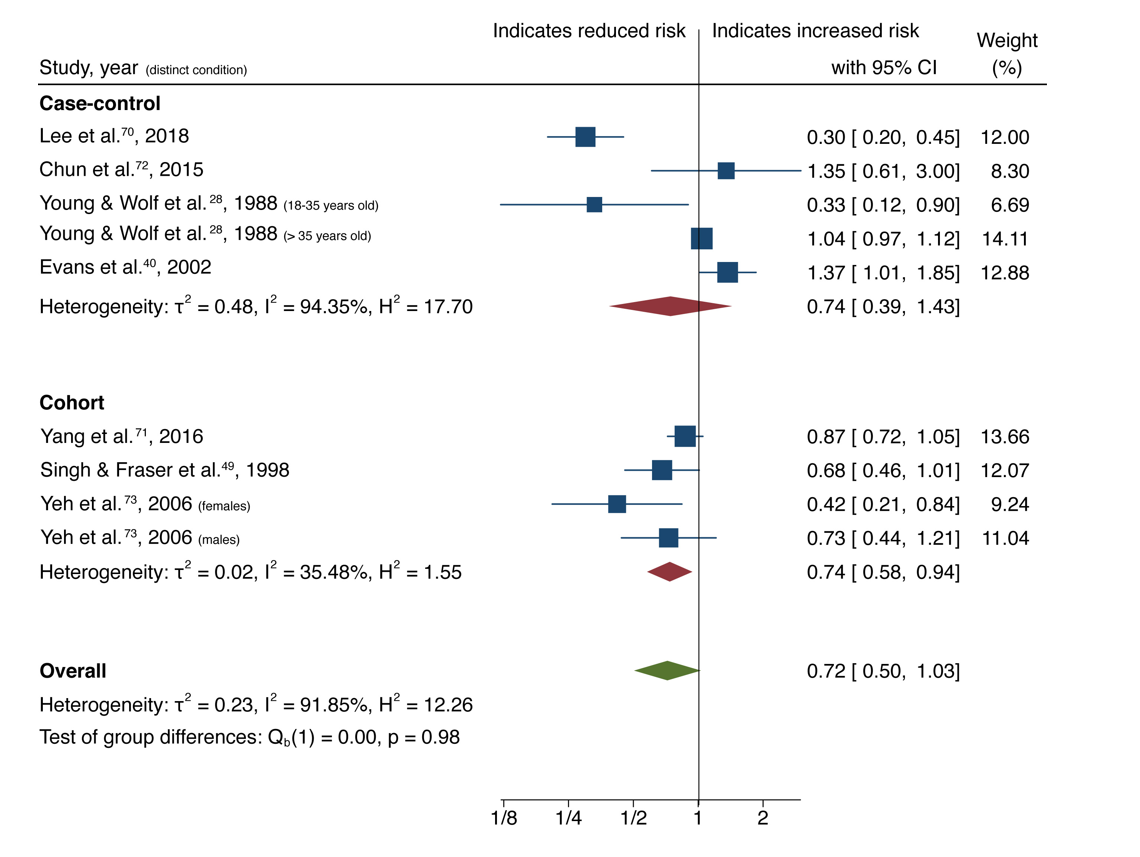 Indicates reduced risk Indicates increased risk
Weight
Study, year (distinct condition) with 95% CI (%)
Case-control
Lee et al.⁷⁰, 2018 0.30 [ 0.20, 0.45] 12.00
Chun et al.⁷², 2015 1.35 [ 0.61, 3.00] 8.30
Young & Wolf et al.²⁸, 1988 (18-35 years old) 0.33 [ 0.12, 0.90] 6.69
Young & Wolf et al.²⁸, 1988 (> 35 years old) 1.04 [ 0.97, 1.12] 14.11
Evans et al.⁴⁰, 2002 1.37 [ 1.01, 1.85] 12.88
Heterogeneity: τ² = 0.48, I² = 94.35%, H² = 17.70 0.74 [ 0.39, 1.43]
Cohort
Yang et al.⁷¹, 2016 0.87 [ 0.72, 1.05] 13.66
Singh & Fraser et al.⁴⁹, 1998 0.68 [ 0.46, 1.01] 12.07
Yeh et al.⁷³, 2006 (females) 0.42 [ 0.21, 0.84] 9.24
Yeh et al.⁷³, 2006 (males) 0.73 [ 0.44, 1.21] 11.04
Heterogeneity: τ² = 0.02, I² = 35.48%, H² = 1.55 0.74 [ 0.58, 0.94]
Overall 0.72 [ 0.50, 1.03]
Heterogeneity: τ² = 0.23, I² = 91.85%, H² = 12.26
Test of group differences: Q_b(1) = 0.00, p = 0.98
1/8 1/4 1/2 1 2